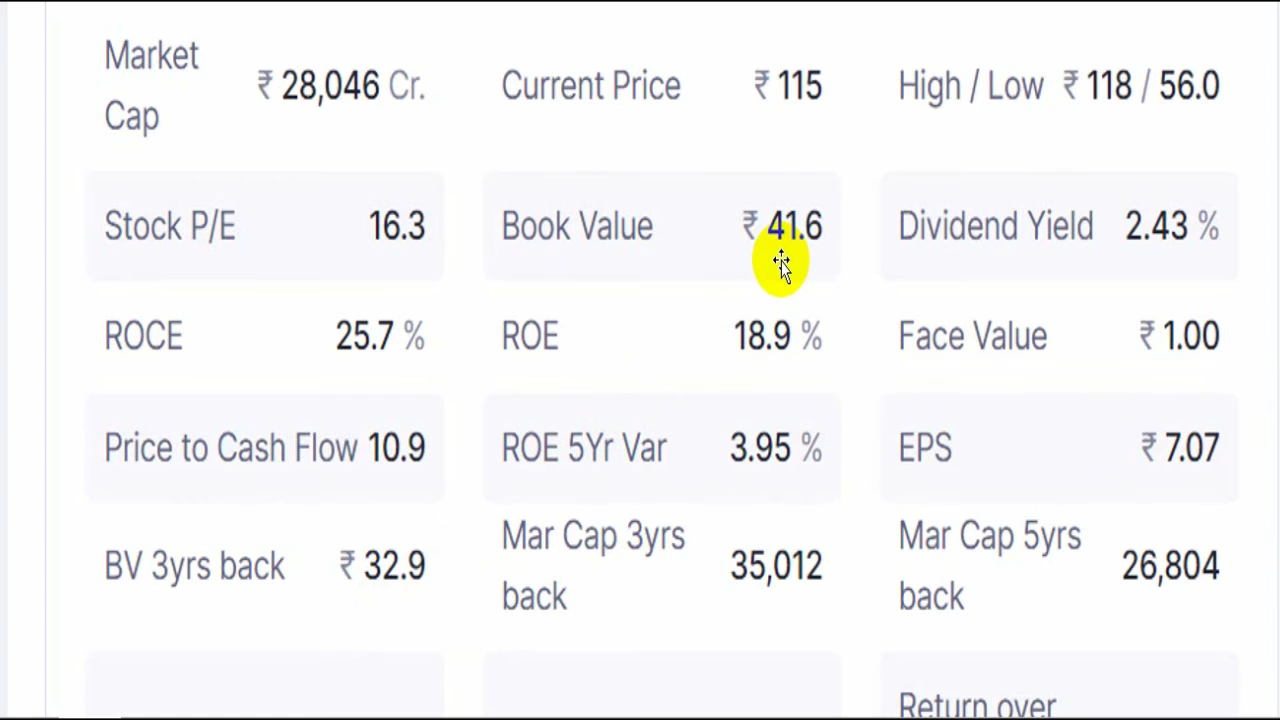 Market Cap ₹ 28,046 Cr.
Current Price ₹ 115
High / Low ₹ 118 / 56.0
Stock P/E 16.3
Book Value ₹ 41.6
Dividend Yield 2.43 %
ROCE 25.7 %
ROE 18.9 %
Face Value ₹ 1.00
Price to Cash Flow 10.9
ROE 5Yr Var 3.95 %
EPS ₹ 7.07
BV 3yrs back ₹ 32.9
Mar Cap 3yrs back 35,012
Mar Cap 5yrs back 26,804
Return over